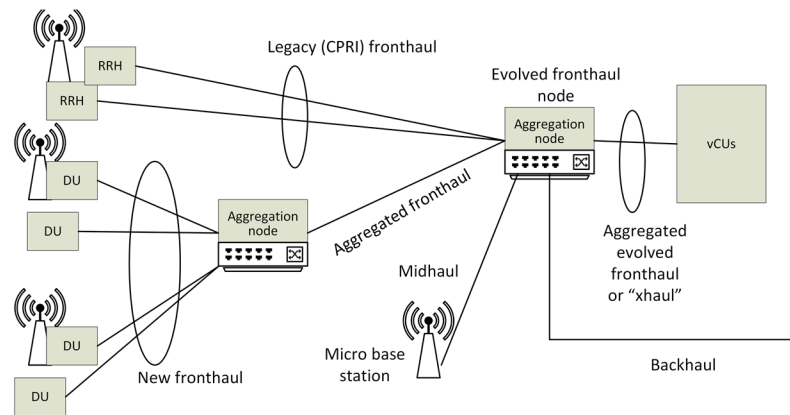 Legacy (CPRI) fronthaul
RRH
RRH
Evolved fronthaul
node
Aggregation
node
vCUs
DU
DU
Aggregation
node
Aggregated fronthaul
Aggregated
evolved
fronthaul
or “xhaul”
Midhaul
DU
Micro base
station
Backhaul
New fronthaul
DU